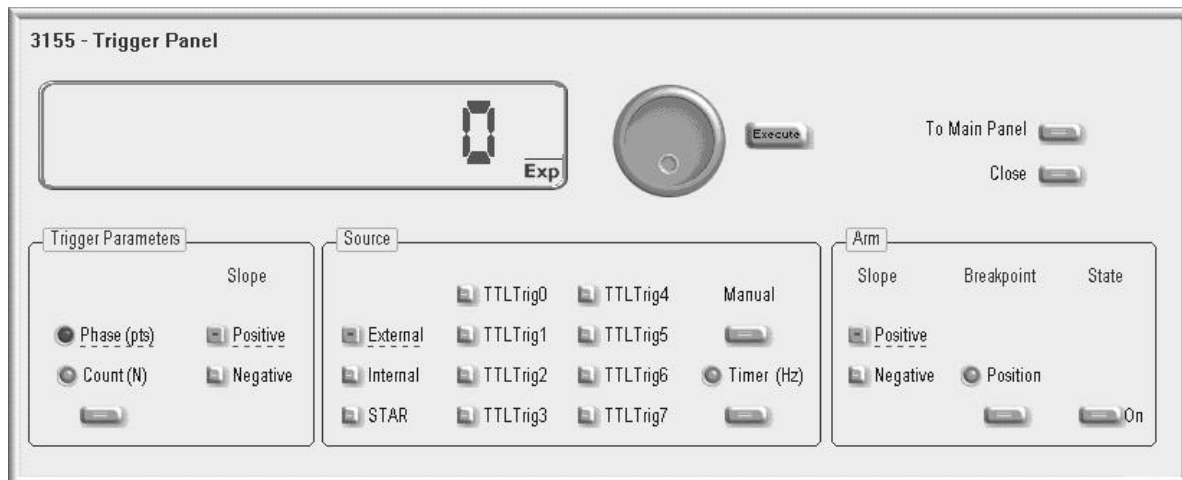 3155 - Trigger Panel
0
Exp
Execute
To Main Panel
Close
Trigger Parameters
Slope
Phase (pts)
Positive
Count (N)
Negative
Source
TTLTrig0
TTLTrig4
Manual
External
TTLTrig1
TTLTrig5
Internal
TTLTrig2
TTLTrig6
Timer (Hz)
STAR
TTLTrig3
TTLTrig7
Arm
Slope
Breakpoint
State
Positive
Negative
Position
On